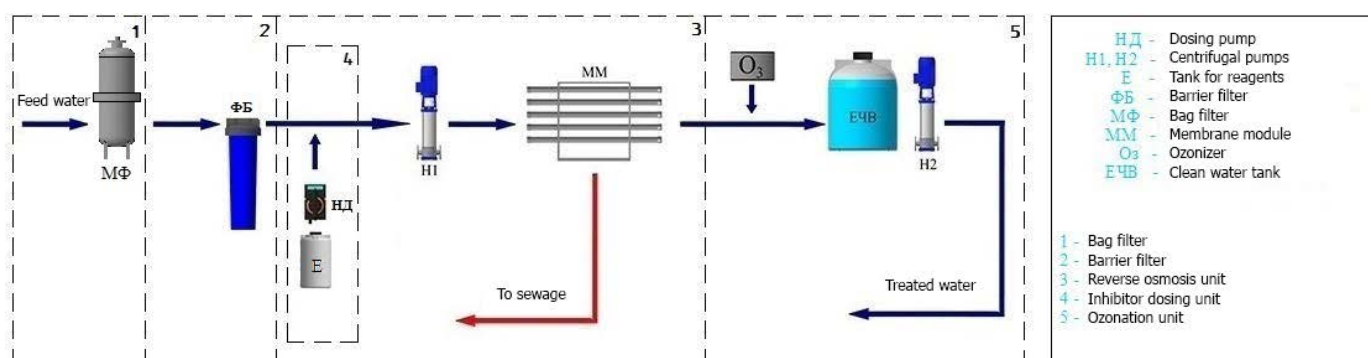 1
2
3
5
4
Feed water
МФ
ФБ
НД
Е
Н1
ММ
To sewage
О3
ЕЧВ
Н2
Treated water
НД - Dosing pump
Н1, Н2 - Centrifugal pumps
Е - Tank for reagents
ФБ - Barrier filter
МФ - Bag filter
ММ - Membrane module
Оз - Ozonizer
ЕЧВ - Clean water tank
1 - Bag filter
2 - Barrier filter
3 - Reverse osmosis unit
4 - Inhibitor dosing unit
5 - Ozonation unit